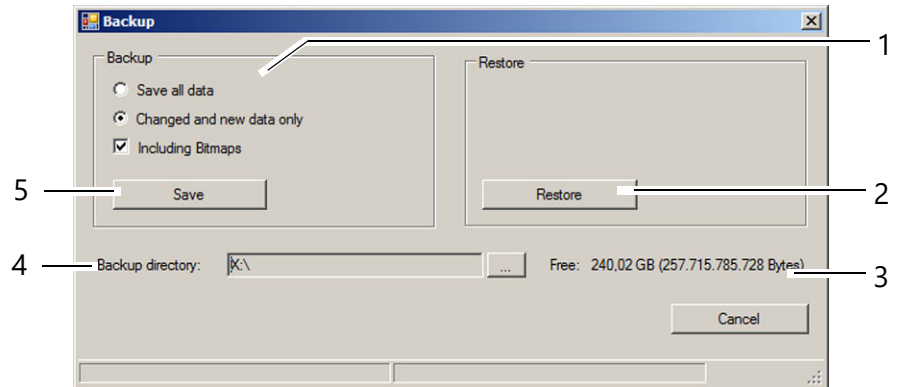 Backup
1
Backup
Restore
Save all data
Changed and new data only
Including Bitmaps
5
Save
Restore
2
4
Backup directory:
X:\
...
Free: 240,02 GB (257.715.785.728 Bytes)
3
Cancel